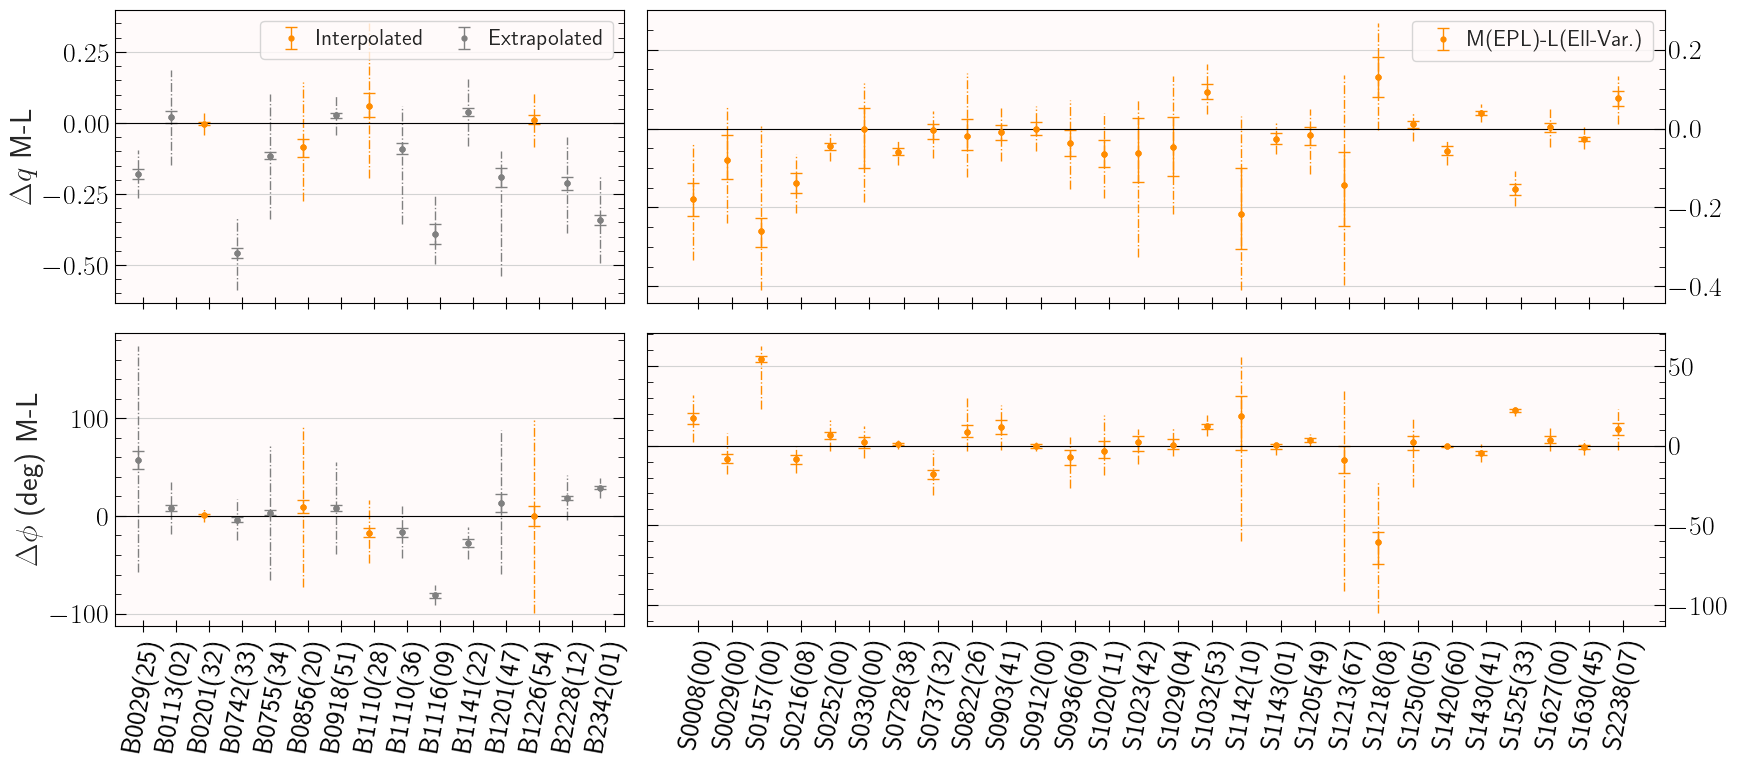 Interpolated Extrapolated
M(EPL)-L(Ell-Var.)
Δq M-L
0.25
0.00
−0.25
−0.50
0.2
0.0
−0.2
−0.4
Δϕ (deg) M-L
100
0
−100
50
0
−50
−100
B0029(25)
B0113(02)
B0201(32)
B0742(33)
B0755(34)
B0856(20)
B0918(51)
B1110(28)
B1110(36)
B1116(09)
B1141(22)
B1201(47)
B1226(54)
B2228(12)
B2342(01)
S0008(00)
S0029(00)
S0157(00)
S0216(08)
S0252(00)
S0330(00)
S0728(38)
S0737(32)
S0822(26)
S0903(41)
S0912(00)
S0936(09)
S1020(11)
S1023(42)
S1029(04)
S1032(53)
S1142(10)
S1143(01)
S1205(49)
S1213(67)
S1218(08)
S1250(05)
S1420(60)
S1430(41)
S1525(33)
S1627(00)
S1630(45)
S2238(07)